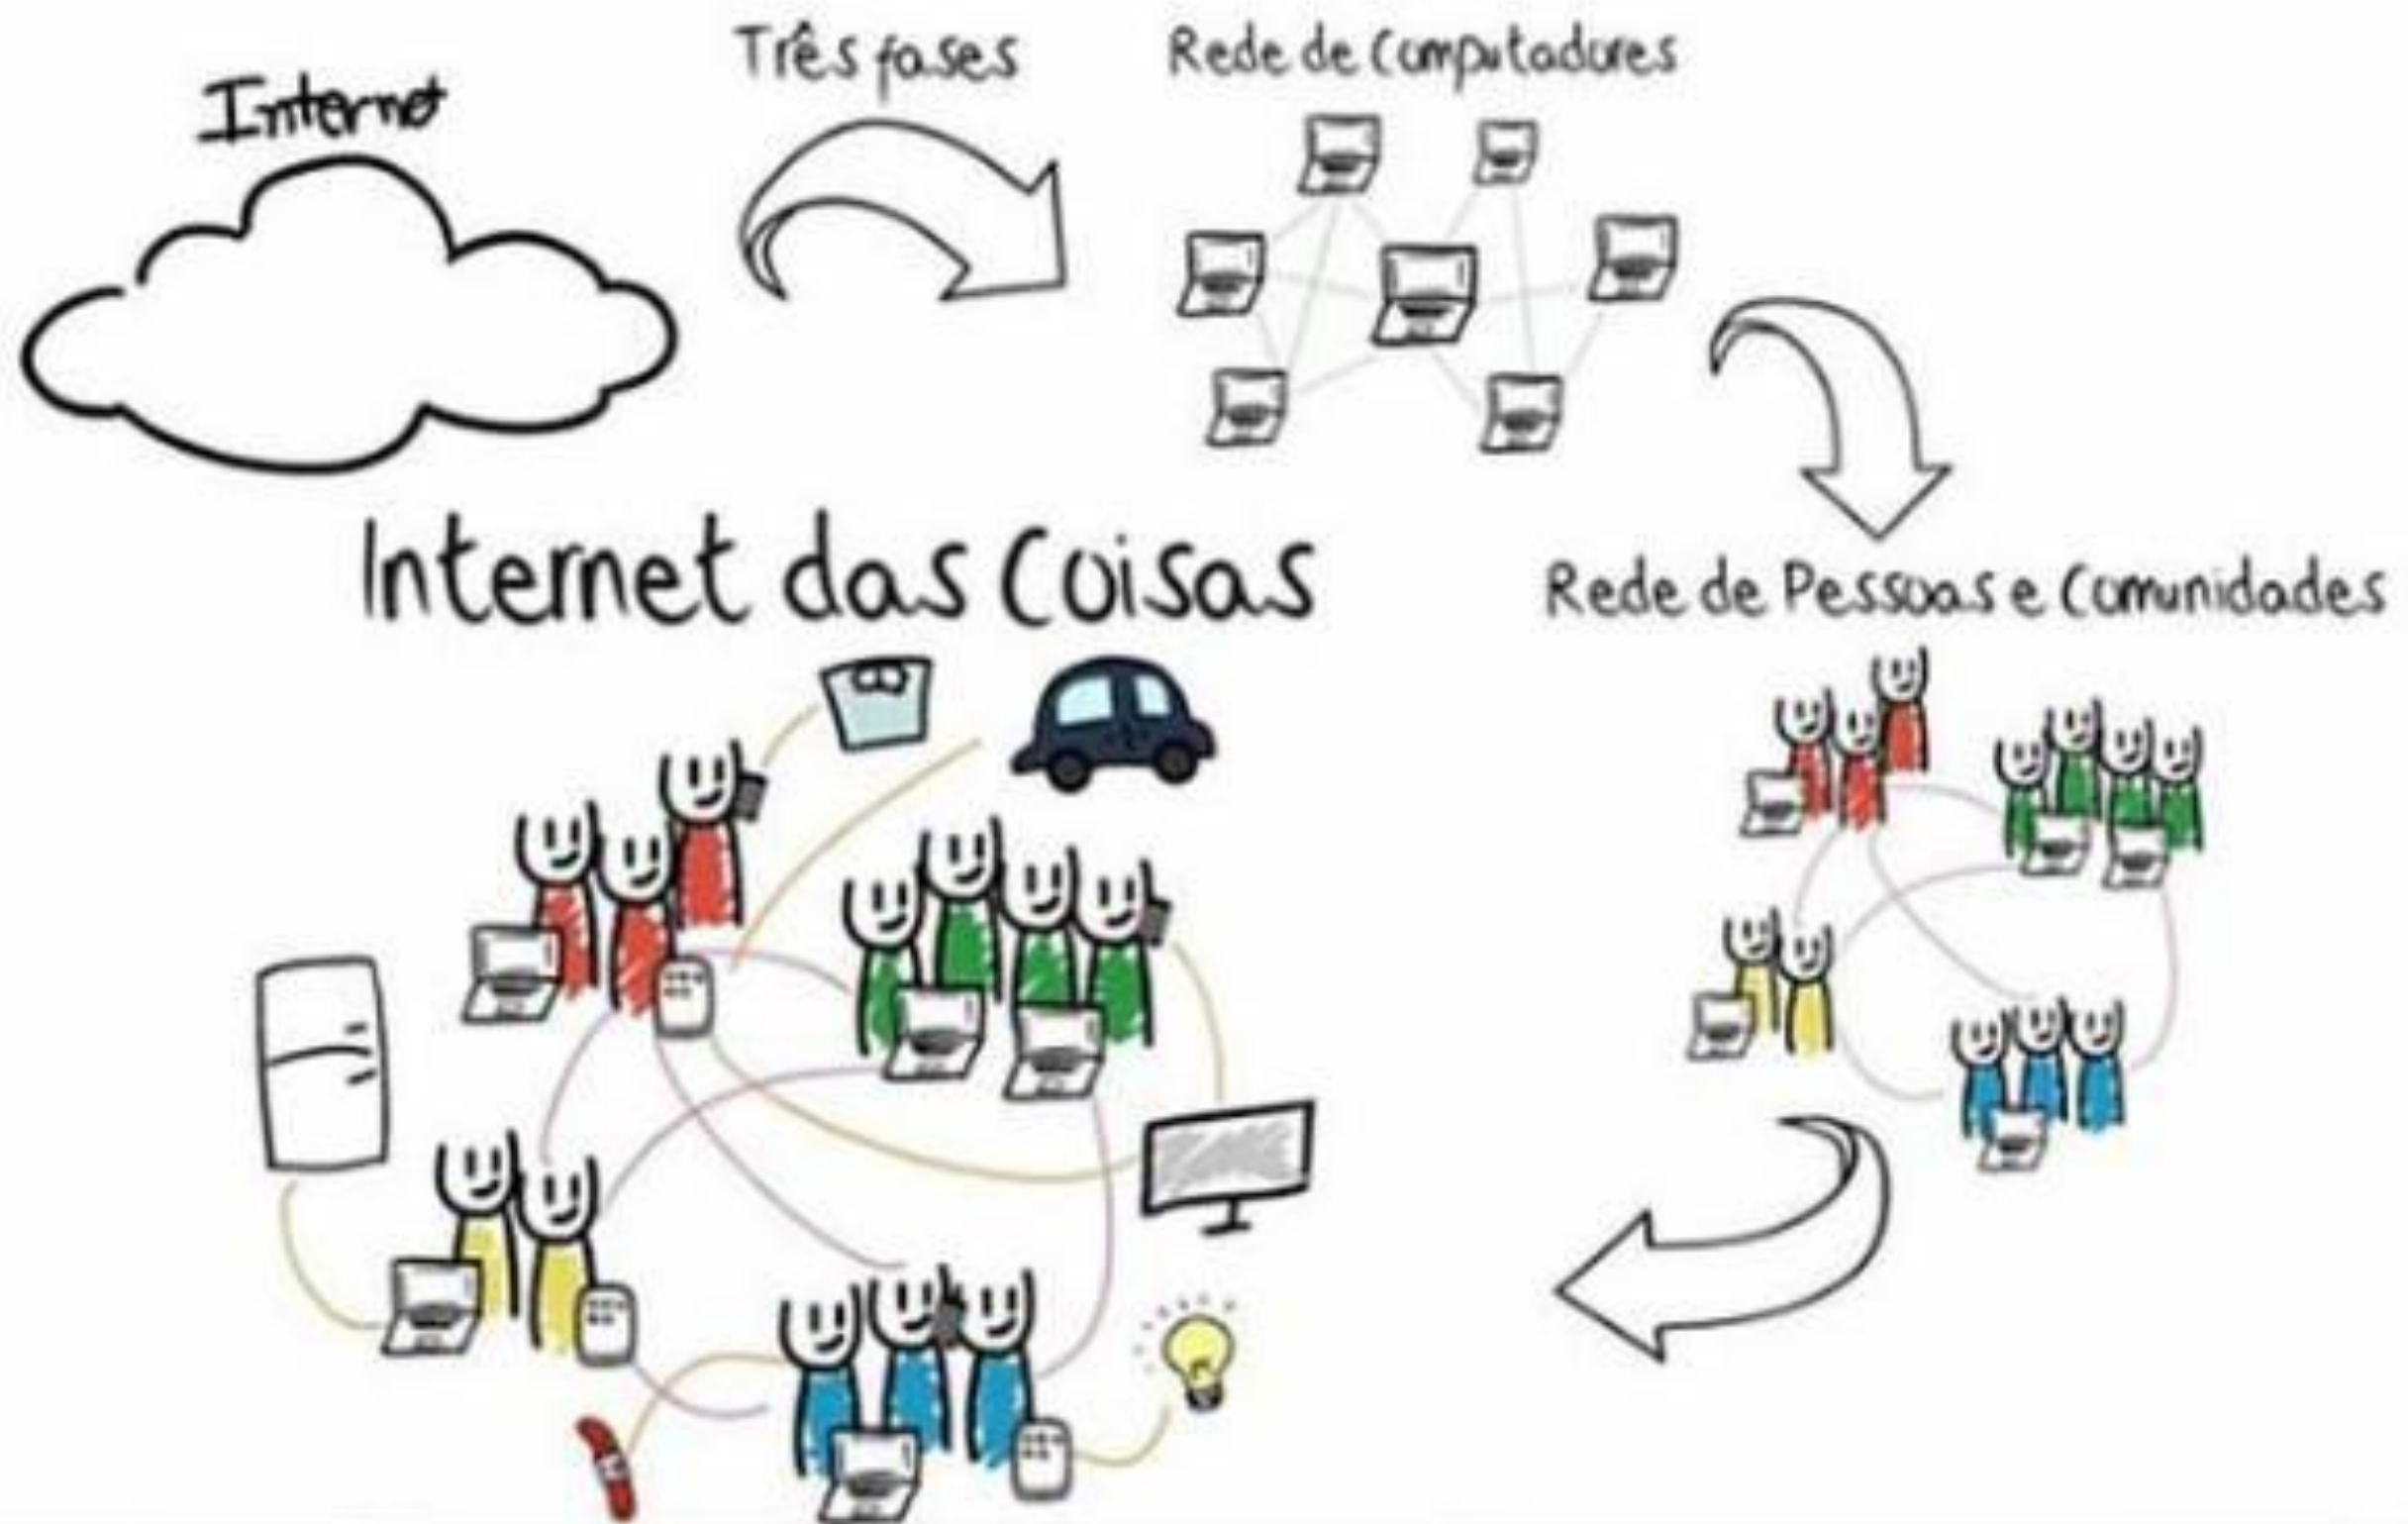 Internet
Três fases
Rede de Computadores
Rede de Pessoas e Comunidades
Internet das Coisas